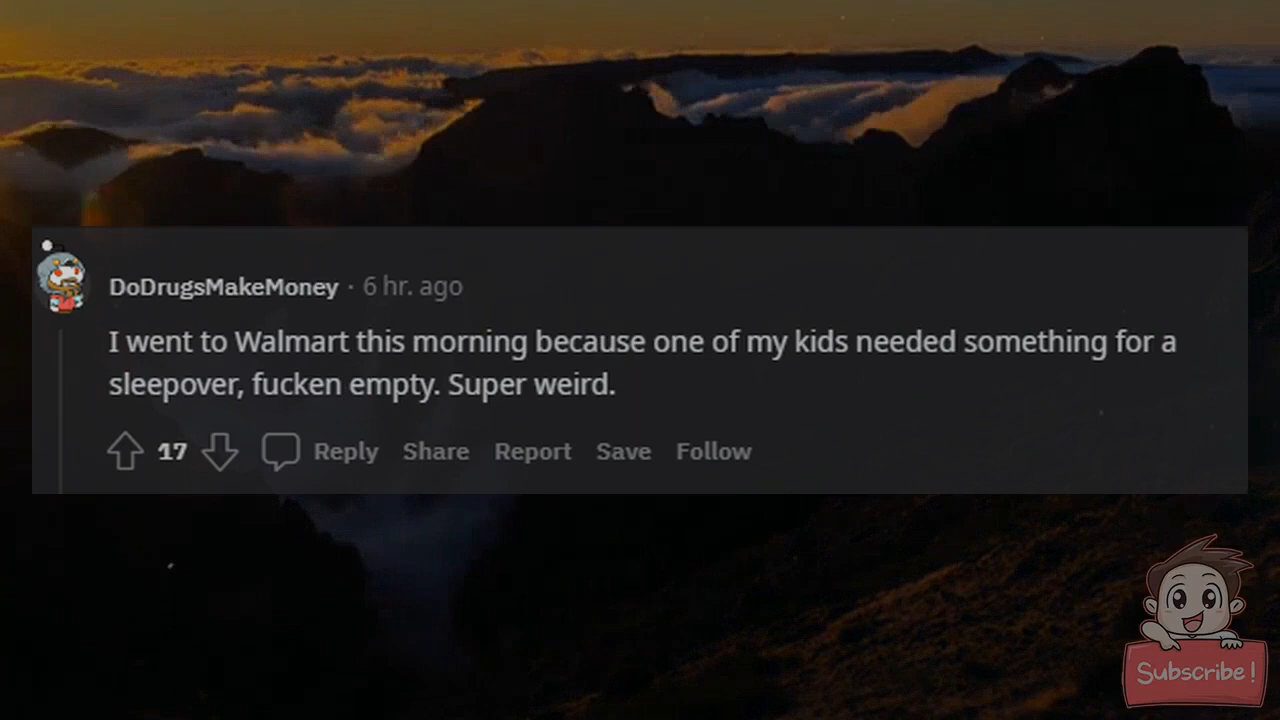 DoDrugsMakeMoney · 6 hr. ago
I went to Walmart this morning because one of my kids needed something for a
sleepover, fucken empty. Super weird.
17 Reply Share Report Save Follow
Subscribe!